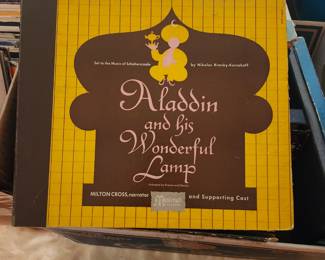 Set to the Music of Scheherazade by Nikolas Rimsky-Korsakoff
Aladdin
and his
Wonderful
Lamp
MILTON CROSS, narrator and Supporting Cast